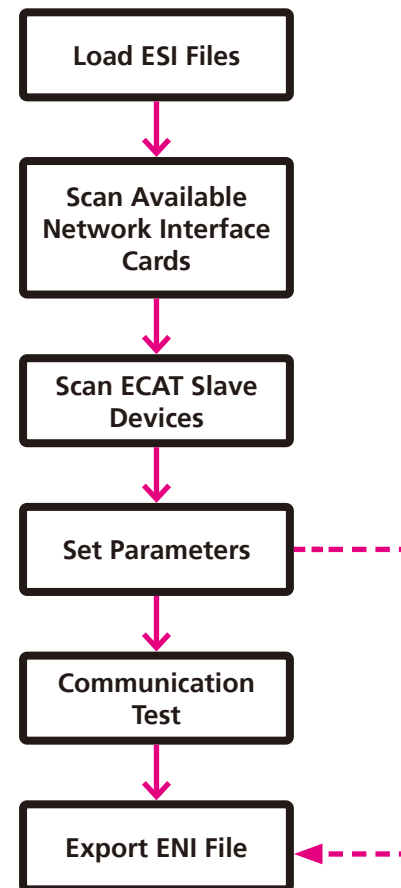 Load ESI Files
Scan Available
Network Interface
Cards
Scan ECAT Slave
Devices
Set Parameters
Communication
Test
Export ENI File